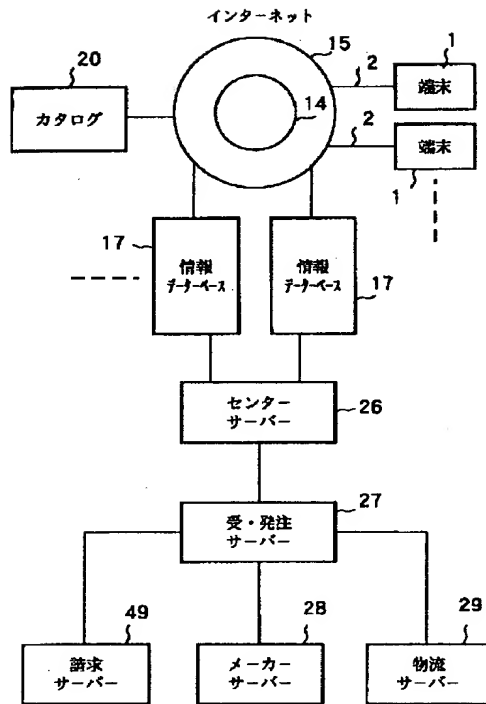 インターネット
15
14
20
カタログ
2
1
端末
2
1
端末
17
情報
データーベース
情報
データーベース
17
センター
サーバー
26
受・発注
サーバー
27
49
請求
サーバー
28
メーカー
サーバー
29
物流
サーバー